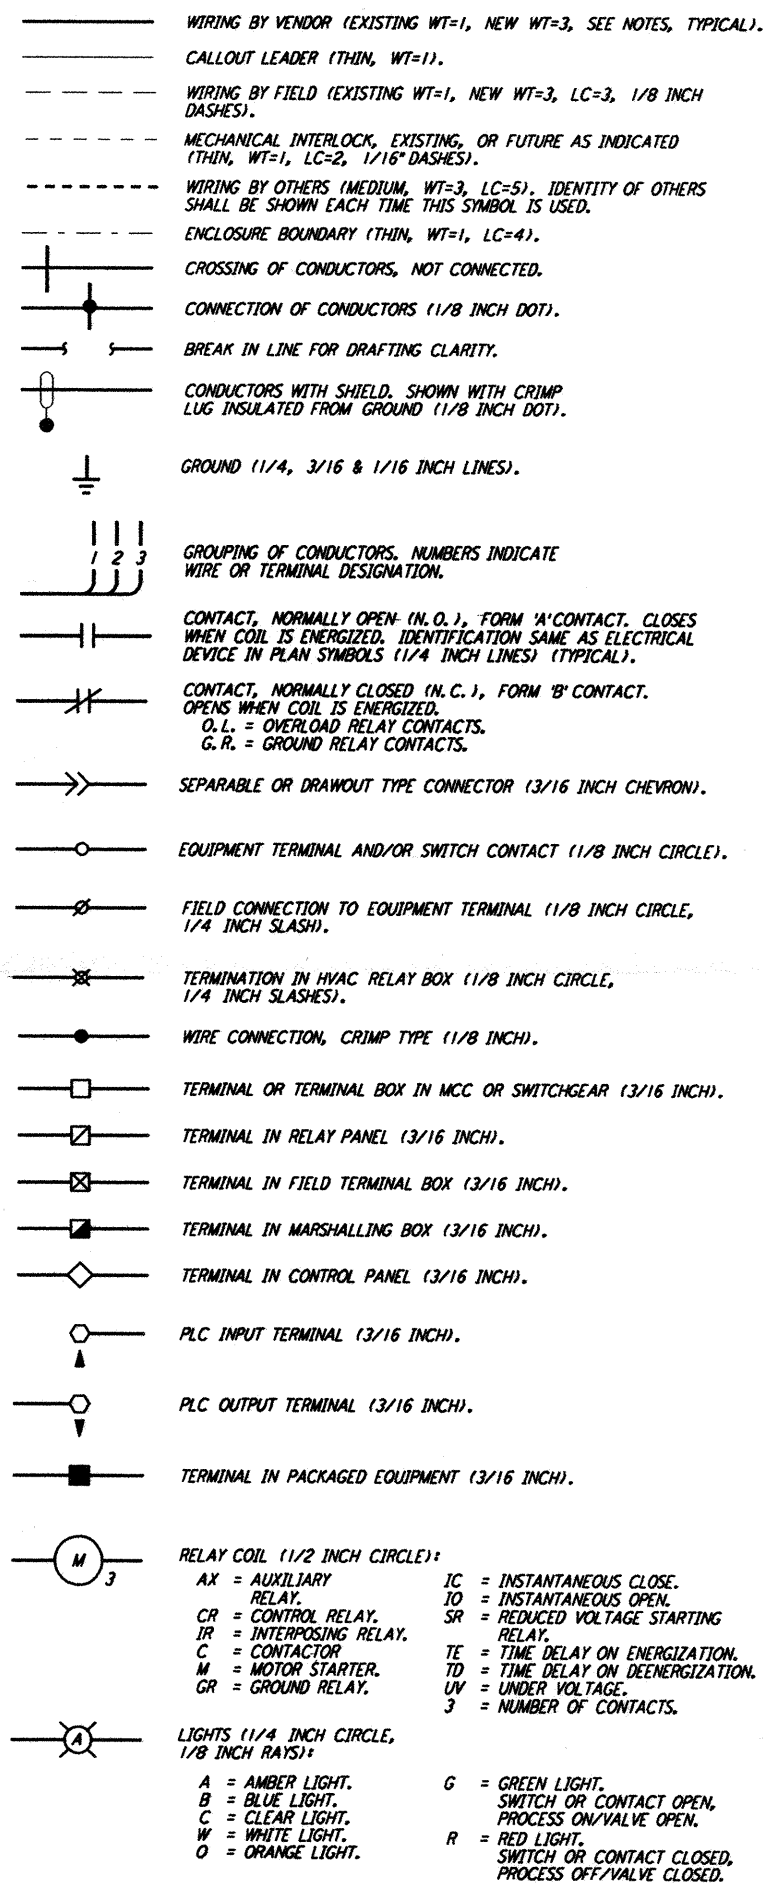 WIRING BY VENDOR (EXISTING WT=1, NEW WT=3, SEE NOTES, TYPICAL).
CALLOUT LEADER (THIN, WT=1).
WIRING BY FIELD (EXISTING WT=1, NEW WT=3, LC=3, 1/8 INCH
DASHES).
MECHANICAL INTERLOCK, EXISTING, OR FUTURE AS INDICATED
(THIN, WT=1, LC=2, 1/16" DASHES).
WIRING BY OTHERS (MEDIUM, WT=3, LC=5). IDENTITY OF OTHERS
SHALL BE SHOWN EACH TIME THIS SYMBOL IS USED.
ENCLOSURE BOUNDARY (THIN, WT=1, LC=4).
CROSSING OF CONDUCTORS, NOT CONNECTED.
CONNECTION OF CONDUCTORS (1/8 INCH DOT).
BREAK IN LINE FOR DRAFTING CLARITY.
CONDUCTORS WITH SHIELD. SHOWN WITH CRIMP
LUG INSULATED FROM GROUND (1/8 INCH DOT).
GROUND (1/4, 3/16 & 1/16 INCH LINES).
1 2 3
GROUPING OF CONDUCTORS. NUMBERS INDICATE
WIRE OR TERMINAL DESIGNATION.
CONTACT, NORMALLY OPEN (N.O.), FORM 'A' CONTACT. CLOSES
WHEN COIL IS ENERGIZED. IDENTIFICATION SAME AS ELECTRICAL
DEVICE IN PLAN SYMBOLS (1/4 INCH LINES) (TYPICAL).
CONTACT, NORMALLY CLOSED (N.C.), FORM 'B' CONTACT.
OPENS WHEN COIL IS ENERGIZED.
O.L. = OVERLOAD RELAY CONTACTS.
G.R. = GROUND RELAY CONTACTS.
SEPARABLE OR DRAWOUT TYPE CONNECTOR (3/16 INCH CHEVRON).
EQUIPMENT TERMINAL AND/OR SWITCH CONTACT (1/8 INCH CIRCLE).
FIELD CONNECTION TO EQUIPMENT TERMINAL (1/8 INCH CIRCLE,
1/4 INCH SLASH).
TERMINATION IN HVAC RELAY BOX (1/8 INCH CIRCLE,
1/4 INCH SLASHES).
WIRE CONNECTION, CRIMP TYPE (1/8 INCH).
TERMINAL OR TERMINAL BOX IN MCC OR SWITCHGEAR (3/16 INCH).
TERMINAL IN RELAY PANEL (3/16 INCH).
TERMINAL IN FIELD TERMINAL BOX (3/16 INCH).
TERMINAL IN MARSHALLING BOX (3/16 INCH).
TERMINAL IN CONTROL PANEL (3/16 INCH).
PLC INPUT TERMINAL (3/16 INCH).
PLC OUTPUT TERMINAL (3/16 INCH).
TERMINAL IN PACKAGED EQUIPMENT (3/16 INCH).
M
3
RELAY COIL (1/2 INCH CIRCLE):
AX = AUXILIARY
RELAY.
CR = CONTROL RELAY.
IR = INTERPOSING RELAY.
C = CONTACTOR
M = MOTOR STARTER.
GR = GROUND RELAY.
IC = INSTANTANEOUS CLOSE.
IO = INSTANTANEOUS OPEN.
SR = REDUCED VOLTAGE STARTING
RELAY.
TE = TIME DELAY ON ENERGIZATION.
TD = TIME DELAY ON DEENERGIZATION.
UV = UNDER VOLTAGE.
3 = NUMBER OF CONTACTS.
A
LIGHTS (1/4 INCH CIRCLE,
1/8 INCH RAYS):
A = AMBER LIGHT.
B = BLUE LIGHT.
C = CLEAR LIGHT.
W = WHITE LIGHT.
O = ORANGE LIGHT.
G = GREEN LIGHT.
SWITCH OR CONTACT OPEN,
PROCESS ON/VALVE OPEN.
R = RED LIGHT.
SWITCH OR CONTACT CLOSED,
PROCESS OFF/VALVE CLOSED.